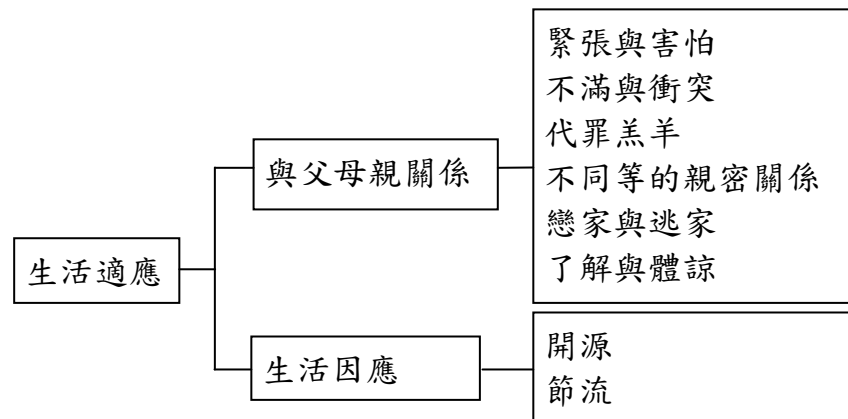 生活適應
與父母親關係
緊張與害怕
不滿與衝突
代罪羔羊
不同等的親密關係
戀家與逃家
了解與體諒
生活因應
開源
節流